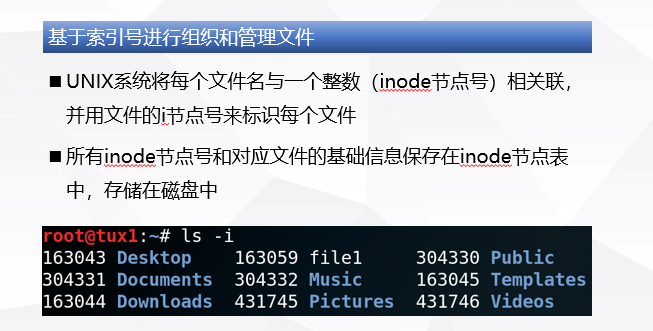 基于索引号进行组织和管理文件
■UNIX系统将每个文件名与一个整数（inode节点号）相关联，
并用文件的i节点号来标识每个文件
■所有inode节点号和对应文件的基础信息保存在inode节点表
中，存储在磁盘中
root@tux1:~# ls -i
163043 Desktop 163059 file1 304330 Public
304331 Documents 304332 Music 163045 Templates
163044 Downloads 431745 Pictures 431746 Videos